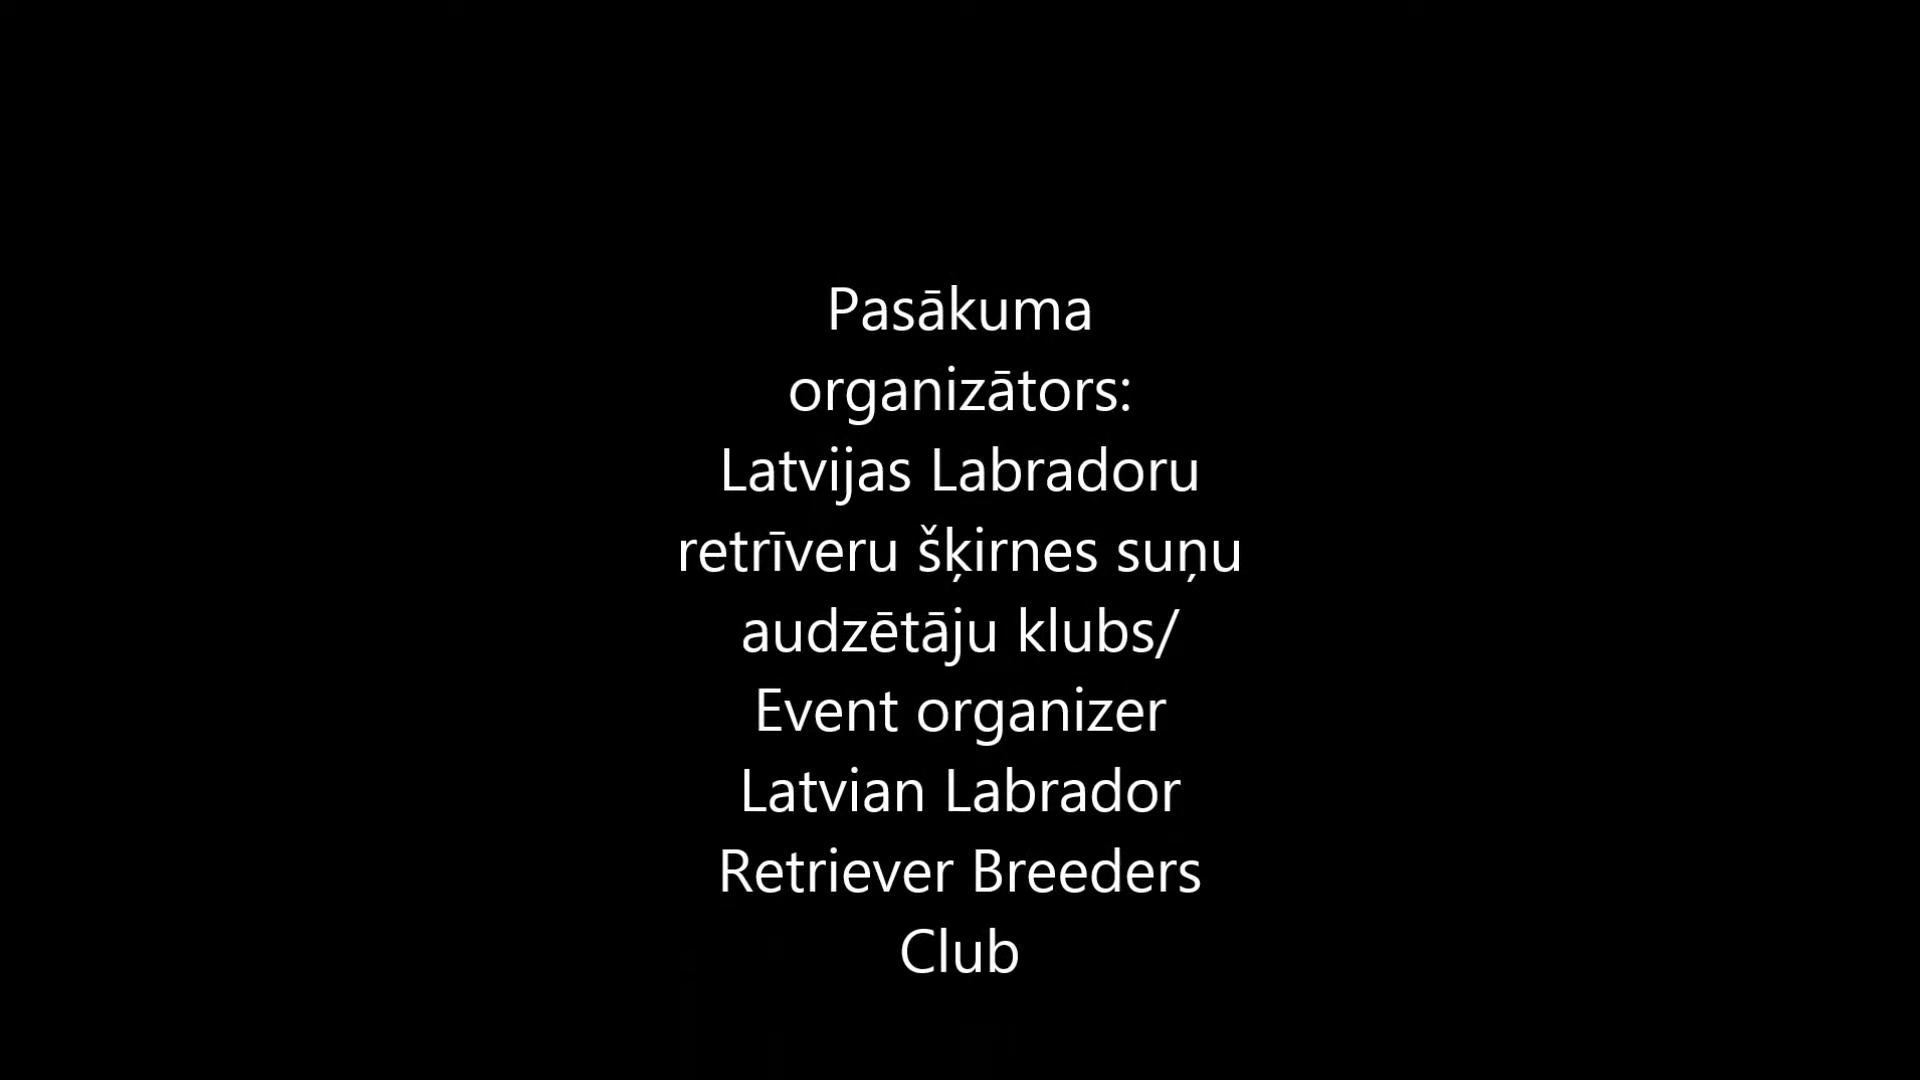 Pasākuma
organizātors:
Latvijas Labradoru
retrīveru šķirnes suņu
audzētāju klubs/
Event organizer
Latvian Labrador
Retriever Breeders
Club